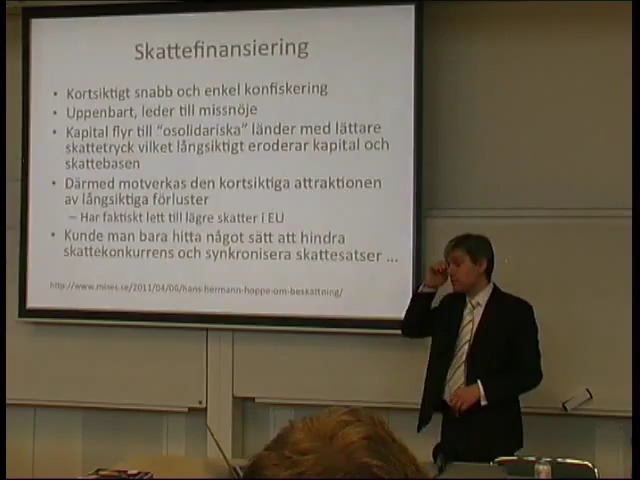 Skattefinansiering
• Kortsiktigt snabb och enkel konfiskering
• Uppenbart, leder till missnöje
• Kapital flyr till "osolidariska" länder med lättare
skattetryck vilket långsiktigt eroderar kapital och
skattebasen
• Därmed motverkas den kortsiktiga attraktionen
av långsiktiga förluster
– Har faktiskt lett till lägre skatter i EU
• Kunde man bara hitta något sätt att hindra
skattekonkurrens och synkronisera skattesatser ...
http://www.mises.se/2011/04/06/hans-hermann-hoppe-om-beskattning/